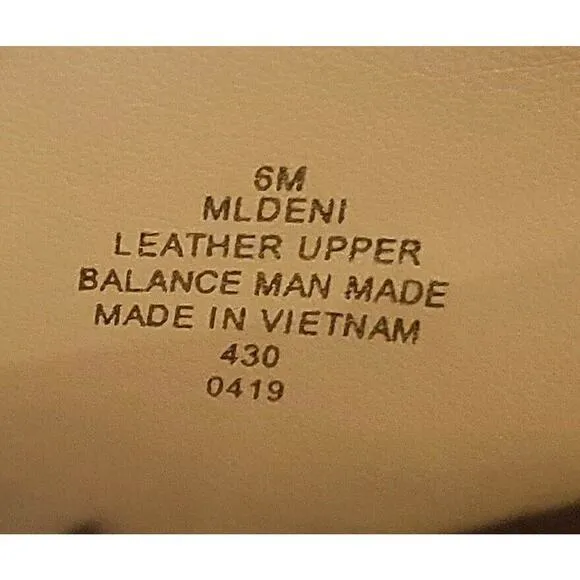 6M
MLDENI
LEATHER UPPER
BALANCE MAN MADE
MADE IN VIETNAM
430
0419